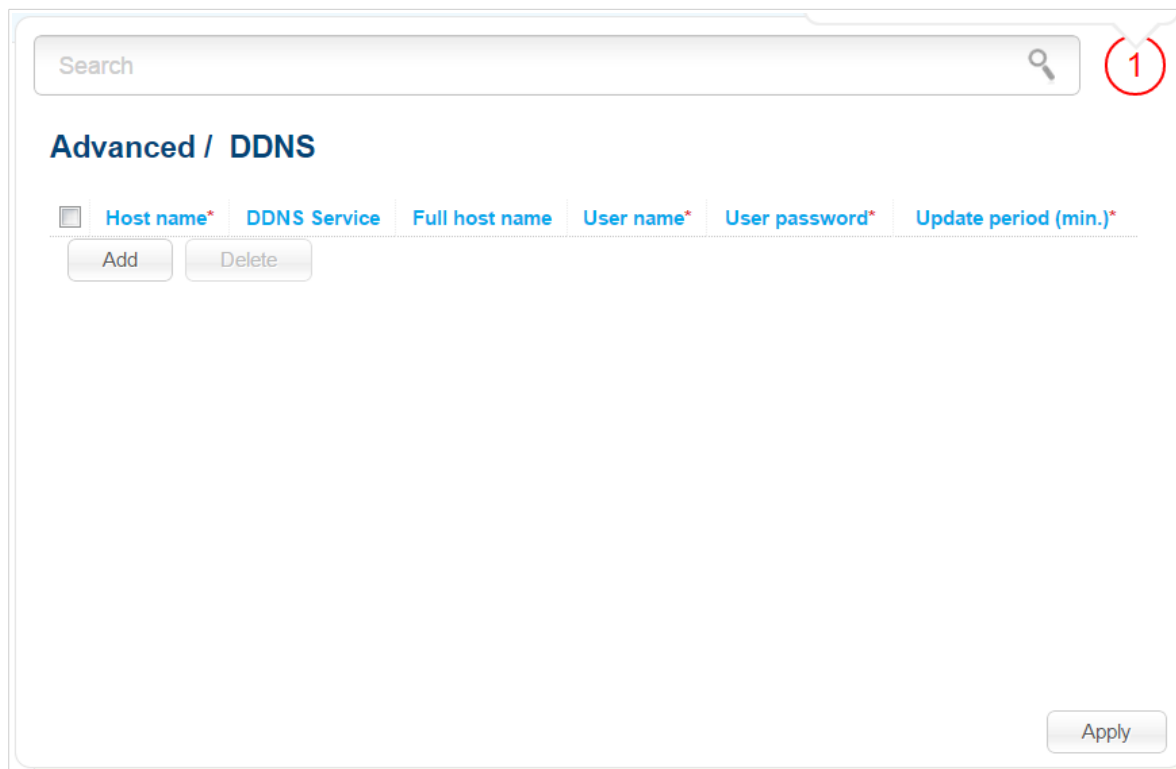 Search
1
Advanced / DDNS
Host name* DDNS Service Full host name User name* User password* Update period (min.)*
Add Delete
Apply